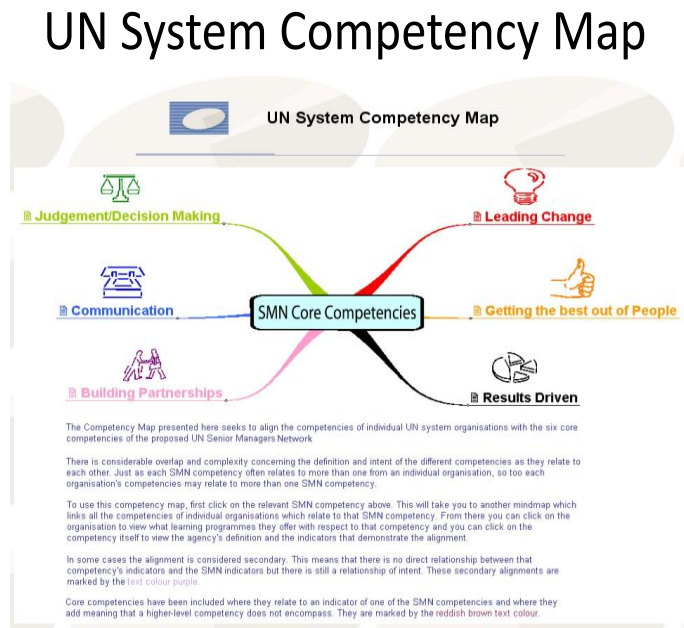 UN System Competency Map
UN System Competency Map
Judgement/Decision Making
Leading Change
Communication
SMN Core Competencies
Getting the best out of People
Building Partnerships
Results Driven
The Competency Map presented here seeks to align the competencies of individual UN system organisations with the six core
competencies of the proposed UN Senior Managers Network
There is considerable overlap and complexity concerning the definition and intent of the different competencies as they relate to
each other. Just as each SMN competency often relates to more than one from an individual organisation, so too each
organisation's competencies may relate to more than one SMN competency.
To use this competency map, first click on the relevant SMN competency above. This will take you to another mindmap which
links all the competencies of individual organisations which relate to that SMN competency. From there you can click on the
organisation to view what learning programmes they offer with respect to that competency and you can click on the
competency itself to view the agency's definition and the indicators that demonstrate the alignment.
In some cases the alignment is considered secondary. This means that there is no direct relationship between that
competency's indicators and the SMN indicators but there is still a relationship of intent. These secondary alignments are
marked by the text colour purple.
Core competencies have been included where they relate to an indicator of one of the SMN competencies and where they
add meaning that a higher-level competency does not encompass. They are marked by the reddish brown text colour.